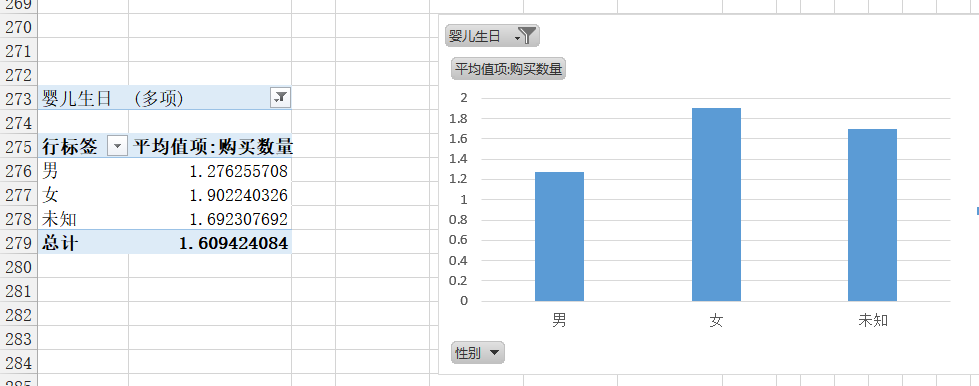 269
270
271
272
273 婴儿生日 (多项)
274
275 行标签 平均值项:购买数量
276 男 1.276255708
277 女 1.902240326
278 未知 1.692307692
279 总计 1.609424084
280
281
282
283
284
285
婴儿生日
平均值项:购买数量
2
1.8
1.6
1.4
1.2
1
0.8
0.6
0.4
0.2
0
男 女 未知
性别